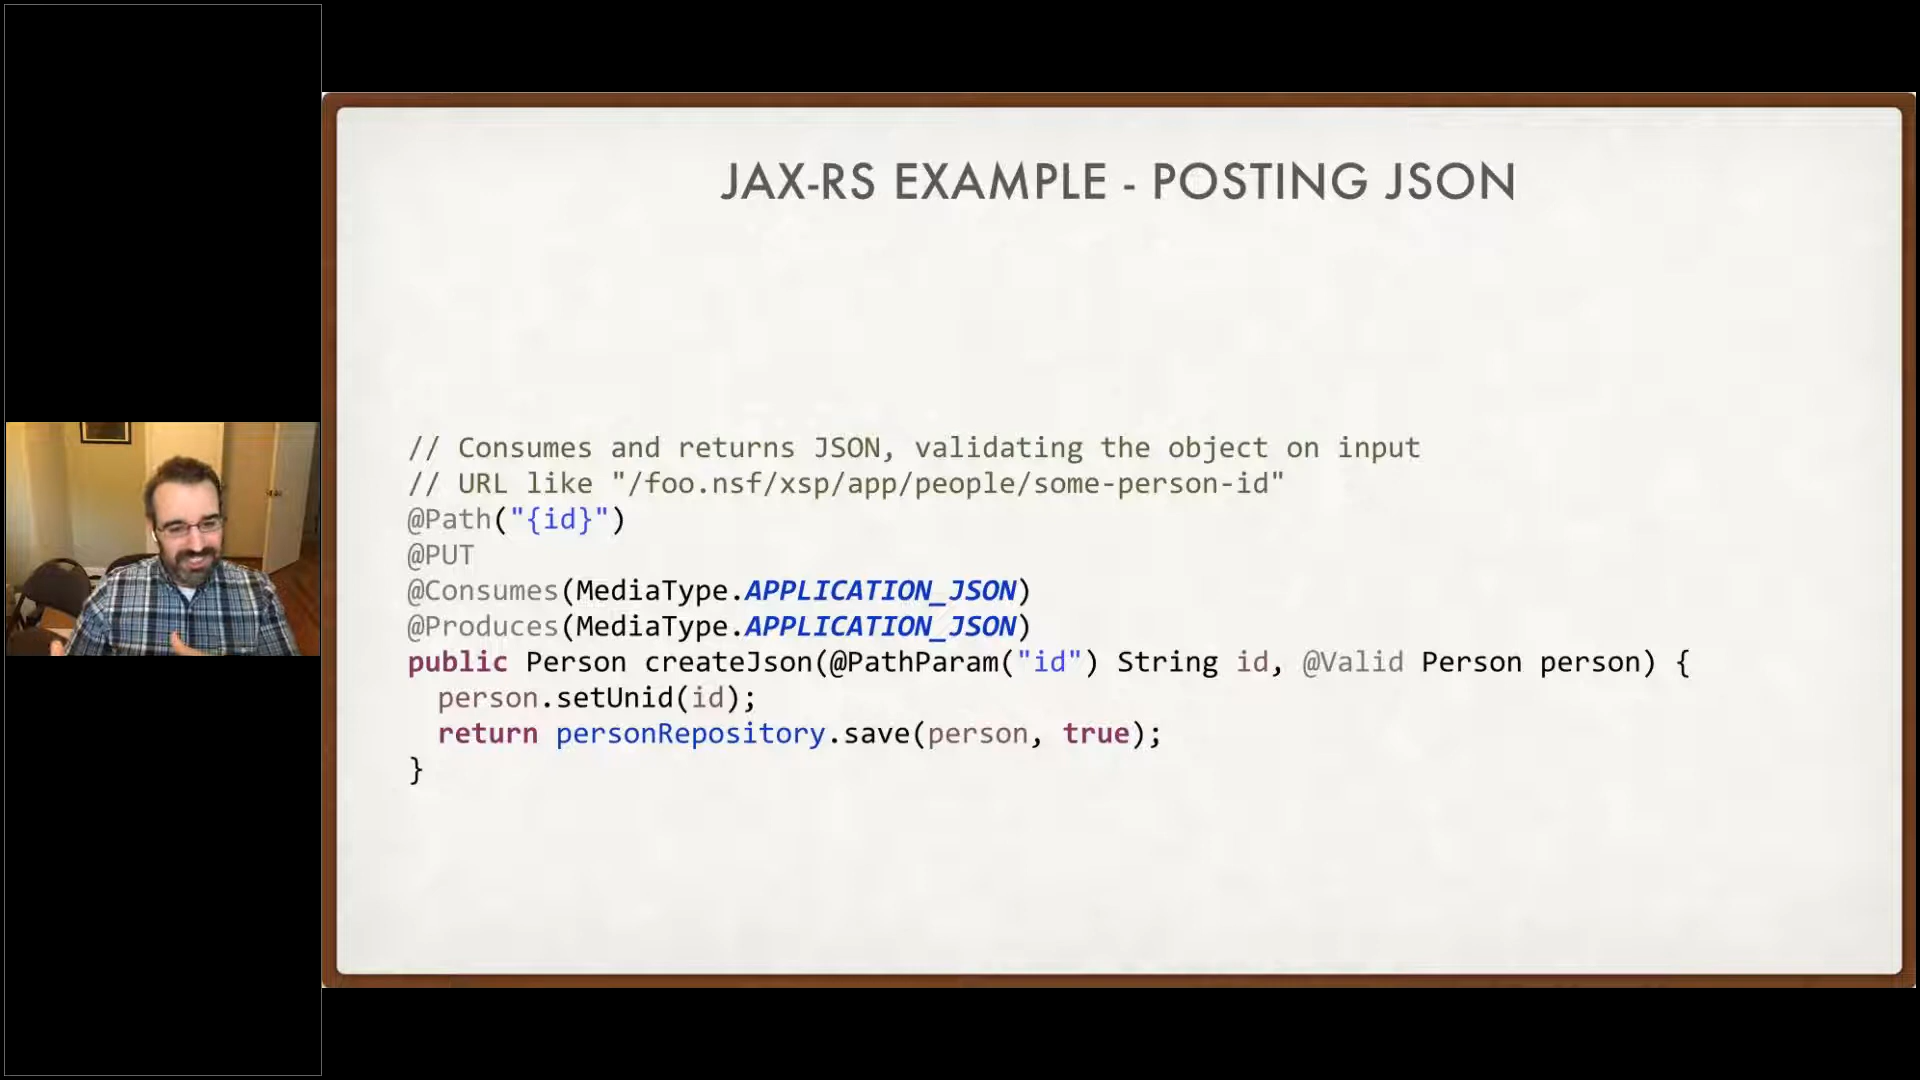 JAX-RS EXAMPLE - POSTING JSON
// Consumes and returns JSON, validating the object on input
// URL like "/foo.nsf/xsp/app/people/some-person-id"
@Path("{id}")
@PUT
@Consumes(MediaType.APPLICATION_JSON)
@Produces(MediaType.APPLICATION_JSON)
public Person createJson(@PathParam("id") String id, @Valid Person person) {
person.setUnid(id);
return personRepository.save(person, true);
}